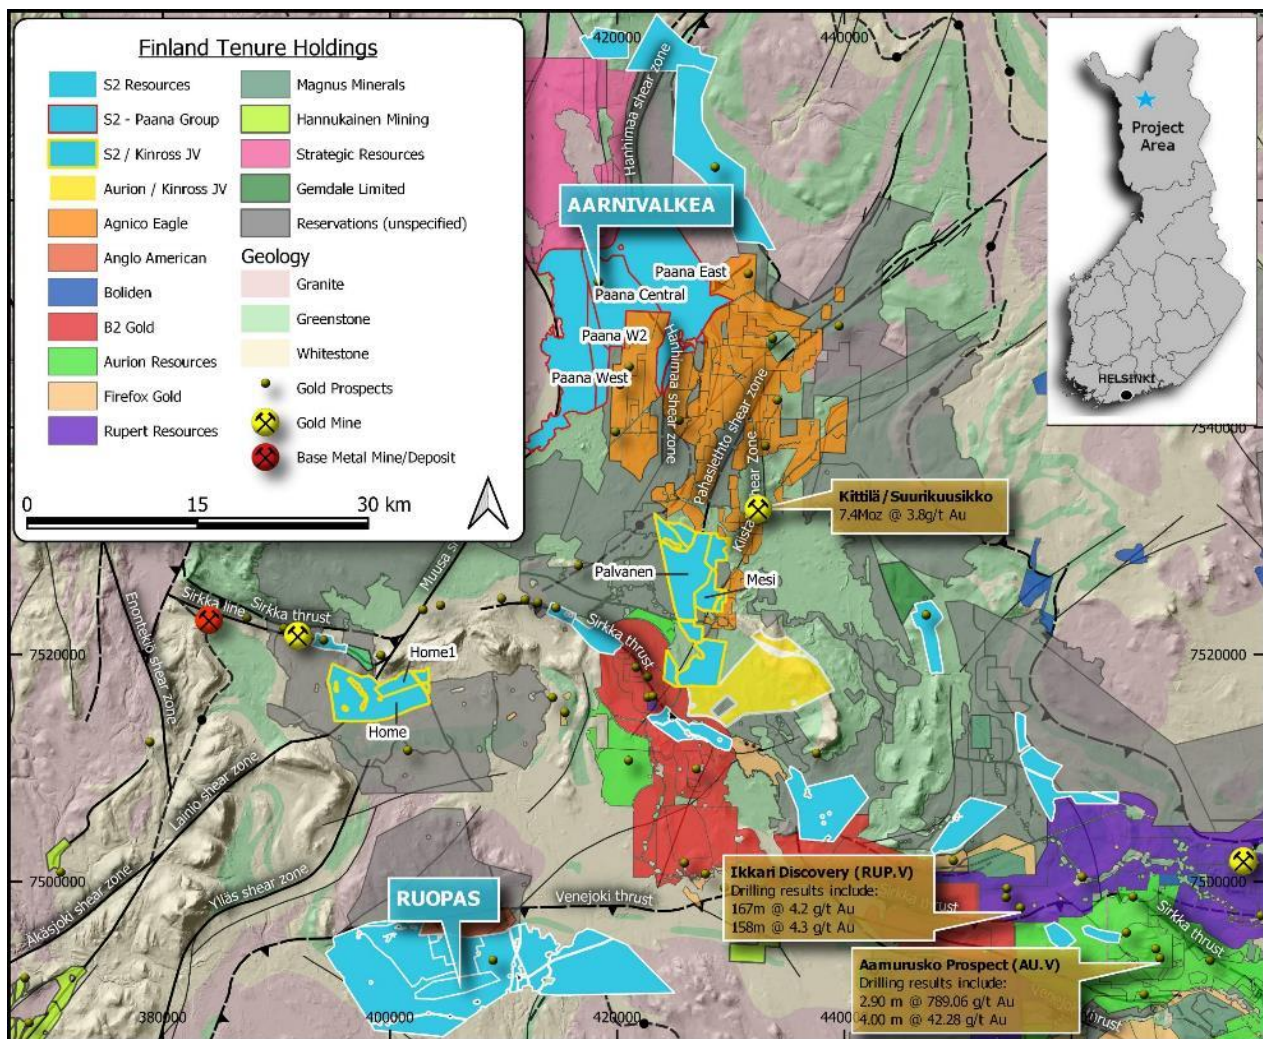 Finland Tenure Holdings
S2 Resources
S2 - Paana Group
S2 / Kinross JV
Aurion / Kinross JV
Agnico Eagle
Anglo American
Boliden
B2 Gold
Aurion Resources
Firefox Gold
Rupert Resources
Magnus Minerals
Hannukainen Mining
Strategic Resources
Gemdale Limited
Reservations (unspecified)
Geology
Granite
Greenstone
Whitestone
Gold Prospects
Gold Mine
Base Metal Mine/Deposit
0 15 30 km
420000
440000
Project
Area
HELSINKI
Hanhimaa shear zone
AARNIVALKEA
Paana East
Paana Central
Paana W2
Paana West
Hanhimaa shear zone
Pahaslehto shear zone
7540000
Kittilä/Suurikuusikko
7.4Moz @ 3.8g/t Au
Palvanen
Mesi
Sirkka line
Sirkka thrust
Enontekiö shear zone
Sirkka thrust
7520000
7520000
Home1
Home
Lainio shear zone
Äkäsjoki shear zone
Ylläs shear zone
7500000
7500000
RUOPAS
Venejoki thrust
Ikkari Discovery (RUP.V)
Drilling results include:
167m @ 4.2 g/t Au
158m @ 4.3 g/t Au
thrust
Sirkka thrust
Aamurusko Prospect (AU.V)
Drilling results include:
2.90 m @ 789.06 g/t Au
4.00 m @ 42.28 g/t Au
thrust
380000
400000
420000